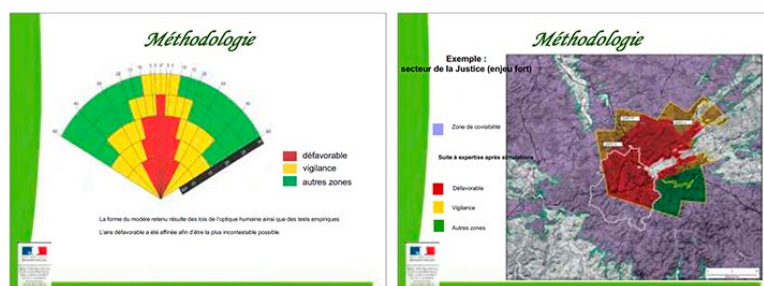 Méthodologie
défavorable
vigilance
autres zones
La forme du modèle retenu résulte des lois de l'optique humaine ainsi que des tests empiriques
L'aire défavorable a été affinée afin d'être la plus incontestable possible
Méthodologie
Exemple :
secteur de la Justice (enjeu fort)
Zone de covisibilité
Suite à expertise après simulations
Défavorable
Vigilance
Autres zones